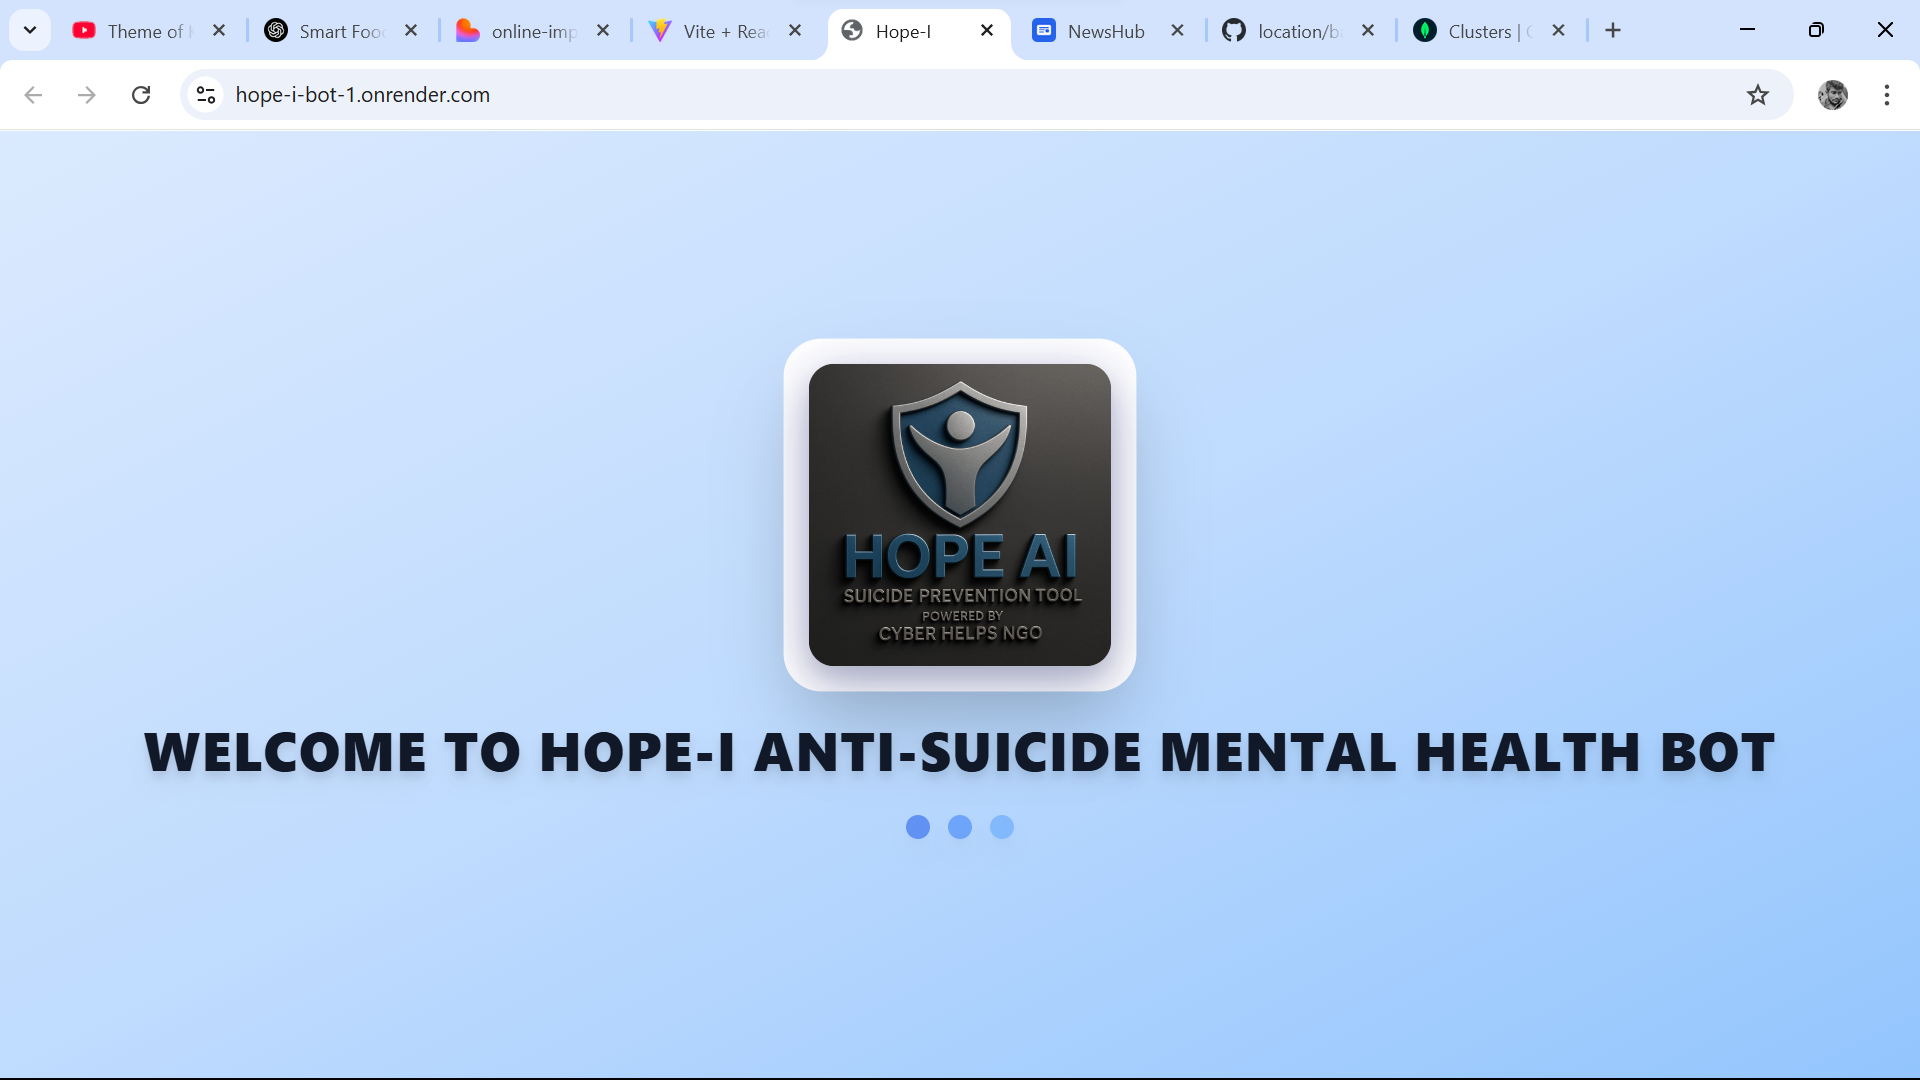 Theme of
Smart Foo
online-imp
Vite + Rea
Hope-I
NewsHub
location/b
Clusters |
hope-i-bot-1.onrender.com
HOPE AI
SUICIDE PREVENTION TOOL
POWERED BY
CYBER HELPS NGO
WELCOME TO HOPE-I ANTI-SUICIDE MENTAL HEALTH BOT